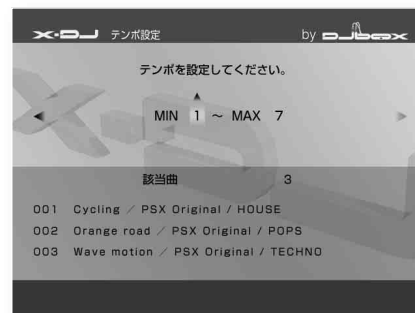 X-DJ テンポ設定 by DJbox
テンポを設定してください。
MIN 1 ~ MAX 7
該当曲 3
001 Cycling / PSX Original / HOUSE
002 Orange road / PSX Original / POPS
003 Wave motion / PSX Original / TECHNO